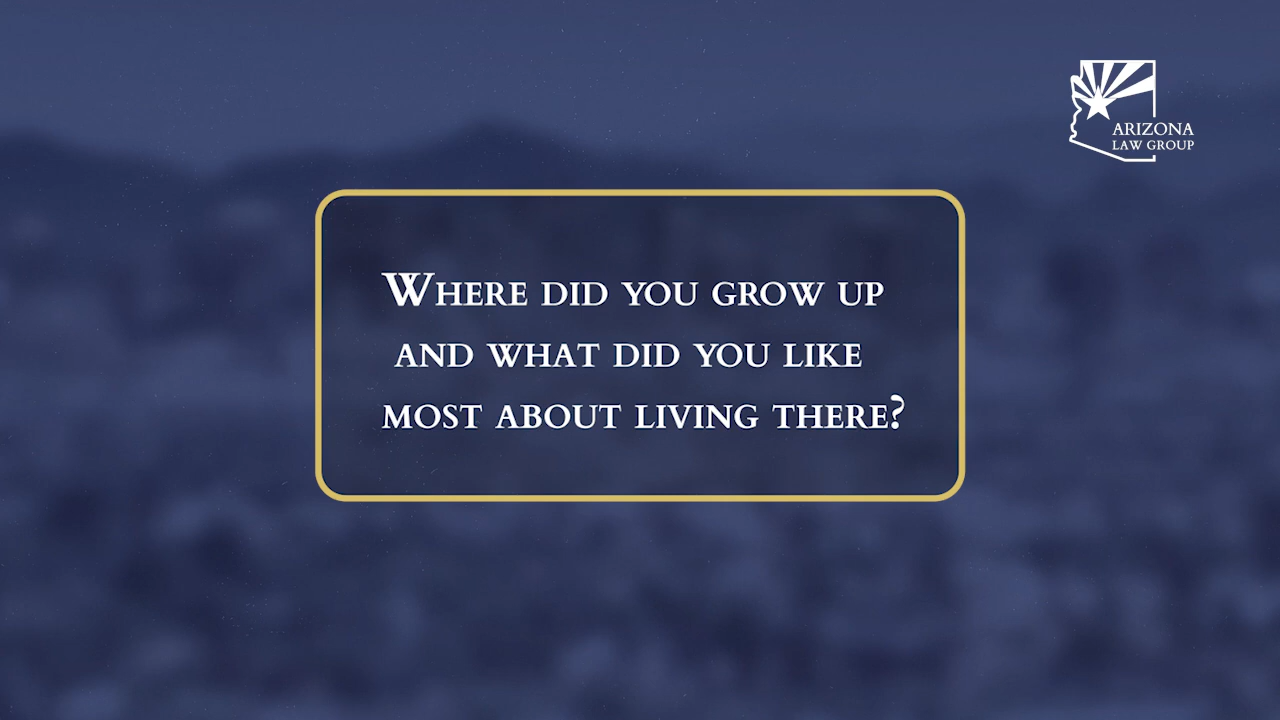 ARIZONA
LAW GROUP
Where did you grow up
and what did you like
most about living there?